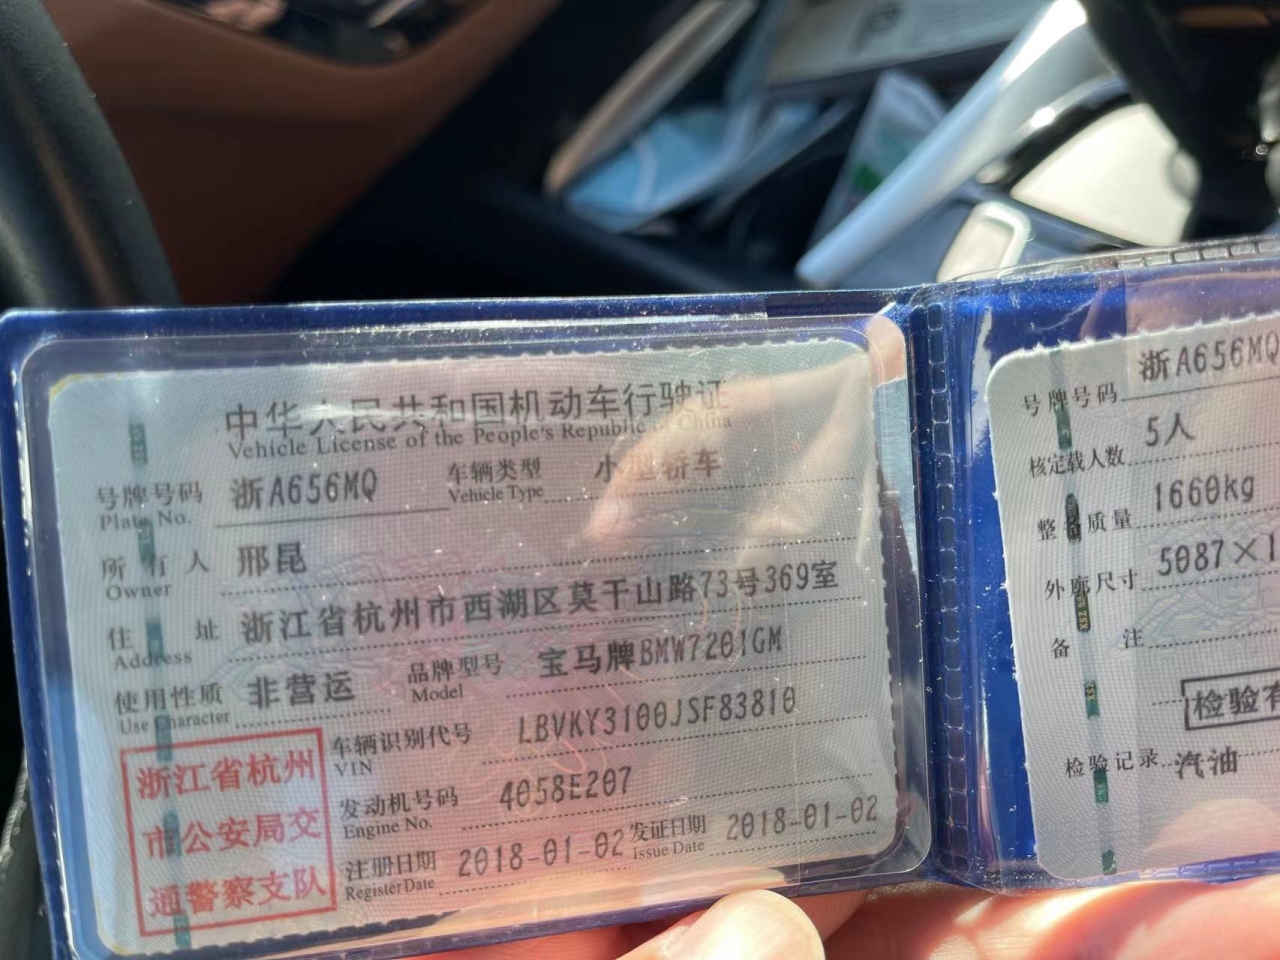 中华人民共和国机动车行驶证
Vehicle License of the People's Republic of China
号牌号码 浙A656MQ 车辆类型 小型轿车
Plate No. Vehicle Type
所有人 邢昆
Owner
住址 浙江省杭州市西湖区莫干山路73号369室
Address
使用性质 非营运 品牌型号 宝马牌BMW7201GM
Use Character Model
车辆识别代号 LBVKY3100JSF83810
VIN
发动机号码 4058E207
Engine No.
注册日期 2018-01-02 发证日期 2018-01-02
Register Date Issue Date
浙江省杭州
市公安局交
通警察支队
号牌号码 浙A656MQ
核定载人数 5人
整备质量 1660kg
外廓尺寸 5087×1
备注
检验有
检验记录 汽油